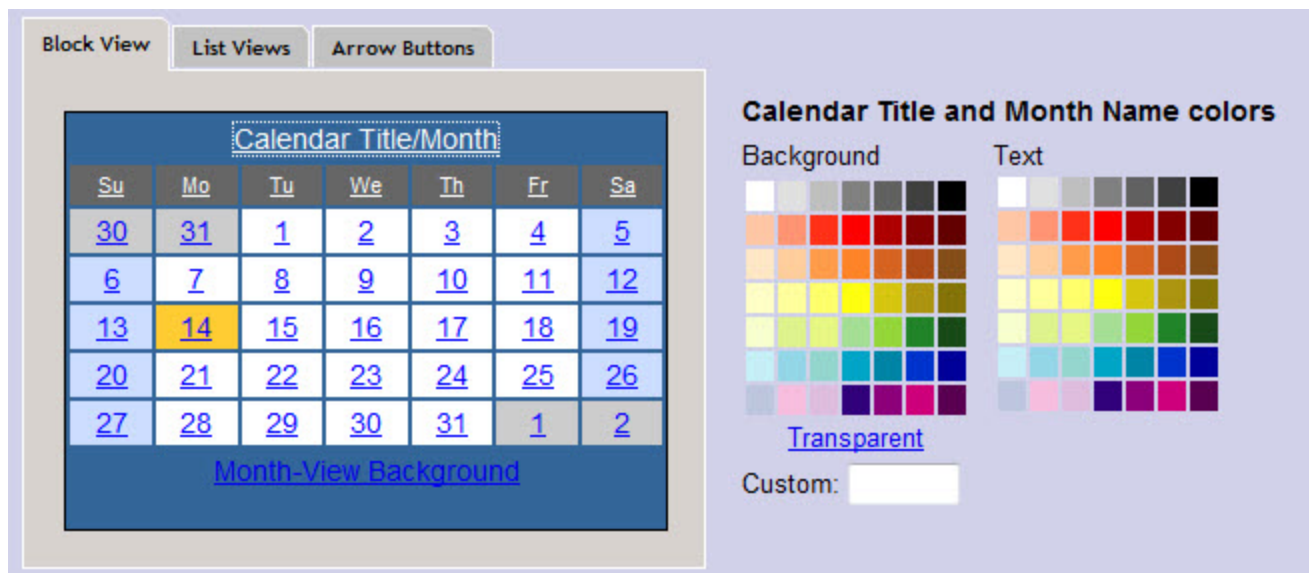 Block View List Views Arrow Buttons
Calendar Title/Month
Su Mo Tu We Th Fr Sa
30 31 1 2 3 4 5
6 7 8 9 10 11 12
13 14 15 16 17 18 19
20 21 22 23 24 25 26
27 28 29 30 31 1 2
Month-View Background
Calendar Title and Month Name colors
Background Text
Transparent
Custom: